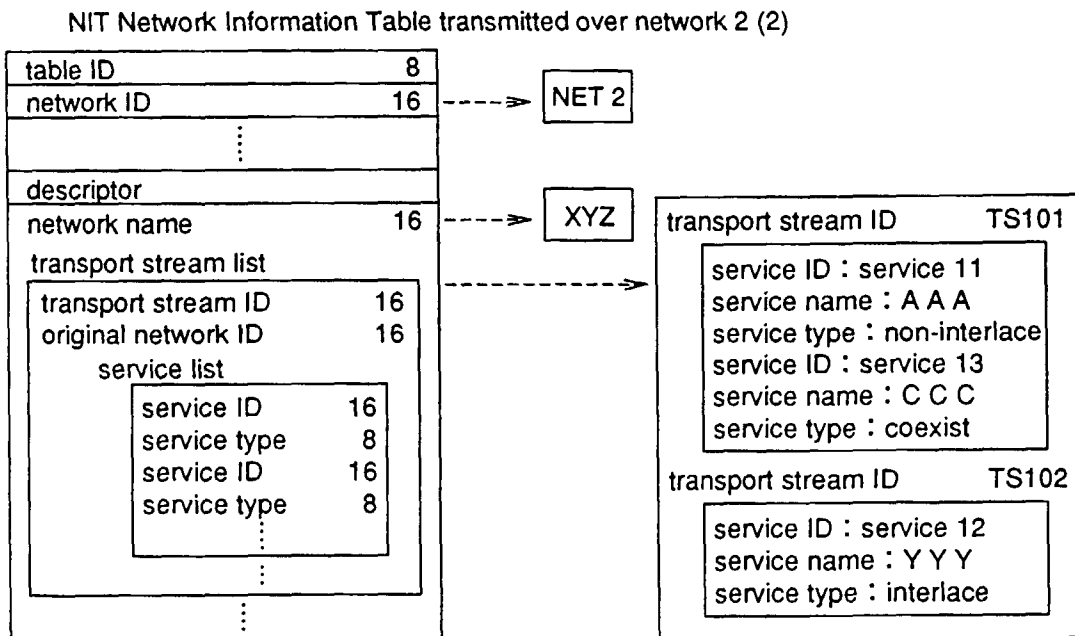 NIT Network Information Table transmitted over network 2 (2)
table ID 8
network ID 16
NET 2
descriptor
network name 16
XYZ
transport stream list
transport stream ID 16
original network ID 16
service list
service ID 16
service type 8
service ID 16
service type 8
transport stream ID TS101
service ID : service 11
service name : A A A
service type : non-interlace
service ID : service 13
service name : C C C
service type : coexist
transport stream ID TS102
service ID : service 12
service name : Y Y Y
service type : interlace